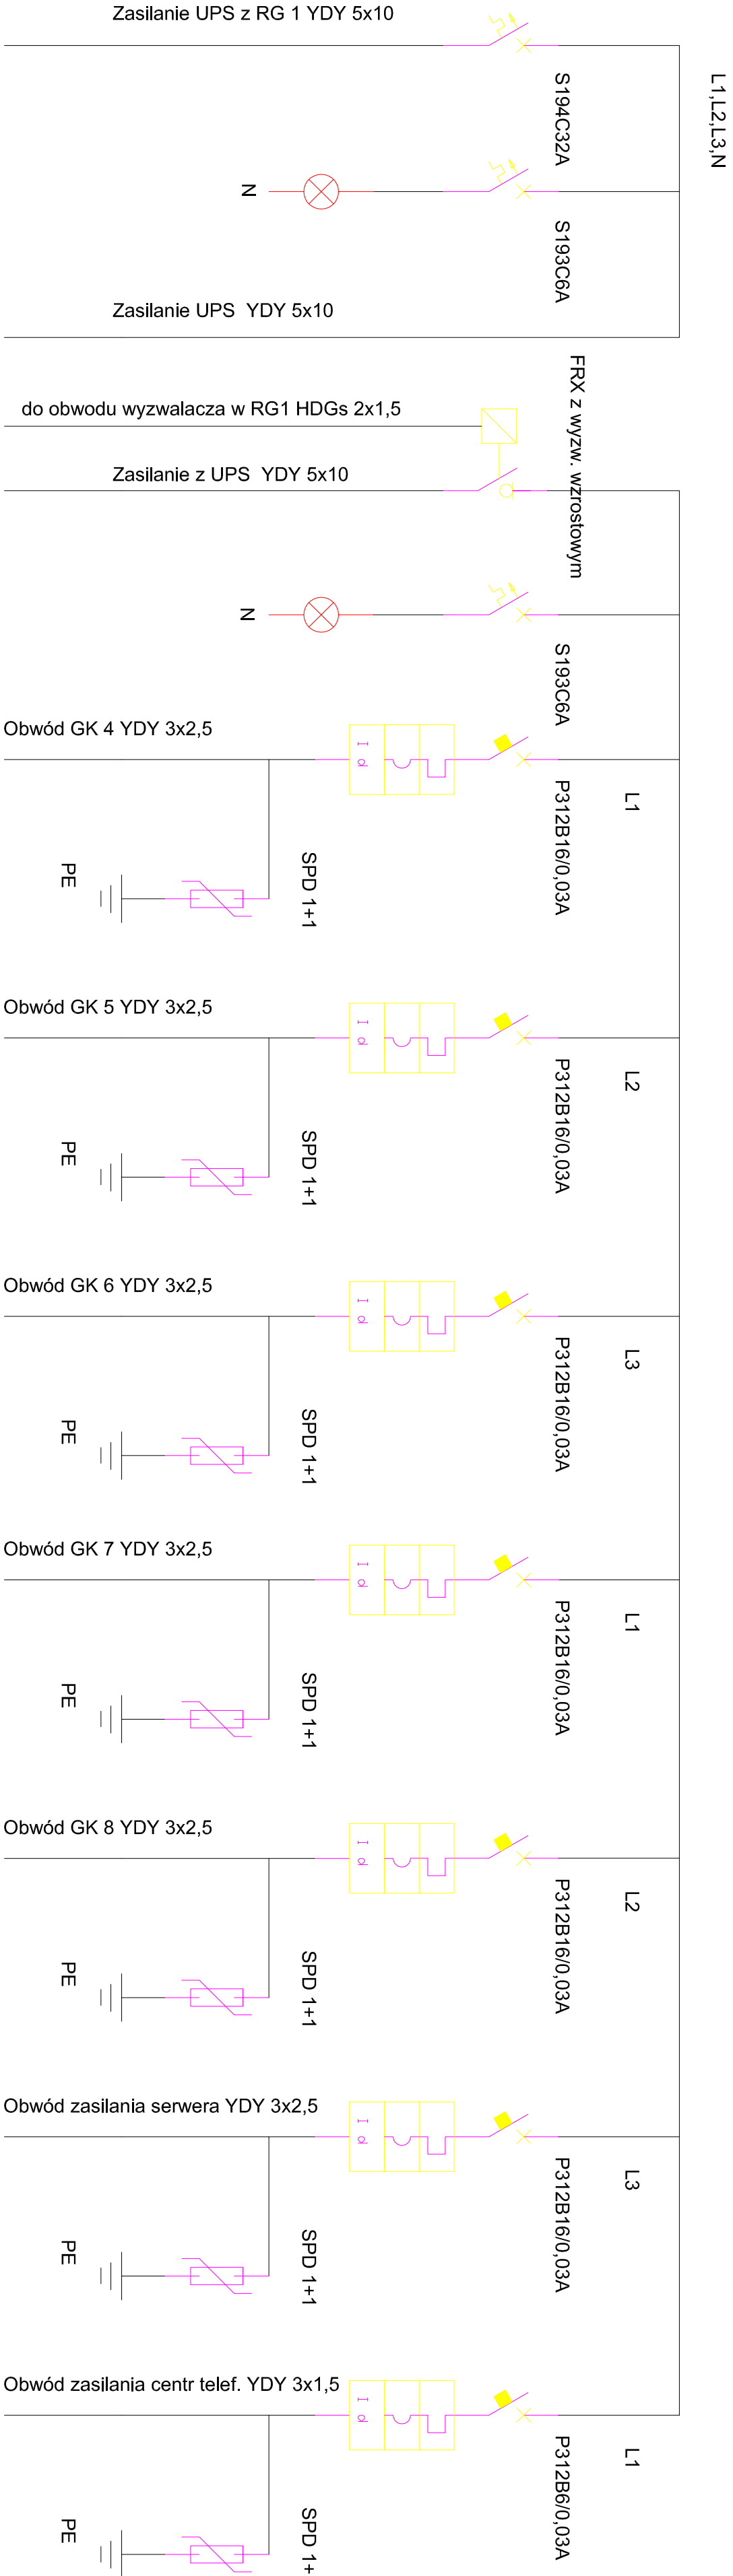 Zasilanie UPS z RG 1 YDY 5x10
L1,L2,L3,N
S194C32A
N
S193C6A
Zasilanie UPS YDY 5x10
FRX z wyzw. wzrostowym
do obwodu wyzwalacza w RG1 HDGs 2x1,5
Zasilanie z UPS YDY 5x10
N
S193C6A
Obwód GK 4 YDY 3x2,5
I d
L1
P312B16/0,03A
SPD 1+1
PE
Obwód GK 5 YDY 3x2,5
I d
L2
P312B16/0,03A
SPD 1+1
PE
Obwód GK 6 YDY 3x2,5
I d
L3
P312B16/0,03A
SPD 1+1
PE
Obwód GK 7 YDY 3x2,5
I d
L1
P312B16/0,03A
SPD 1+1
PE
Obwód GK 8 YDY 3x2,5
I d
L2
P312B16/0,03A
SPD 1+1
PE
Obwód zasilania serwera YDY 3x2,5
I d
L3
P312B16/0,03A
SPD 1+1
PE
Obwód zasilania centr telef. YDY 3x1,5
I d
L1
P312B6/0,03A
SPD 1+
PE